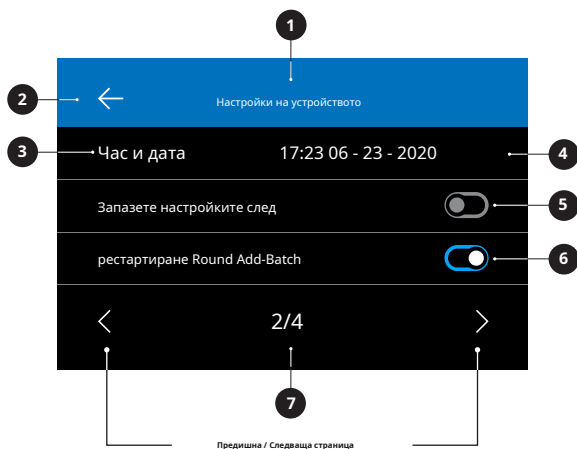 1
2
Настройки на устройството
3
Час и дата 17:23 06 - 23 - 2020
4
Запазете настройките след
5
рестартиране Round Add-Batch
6
2/4
7
Предишна / Следваща страница